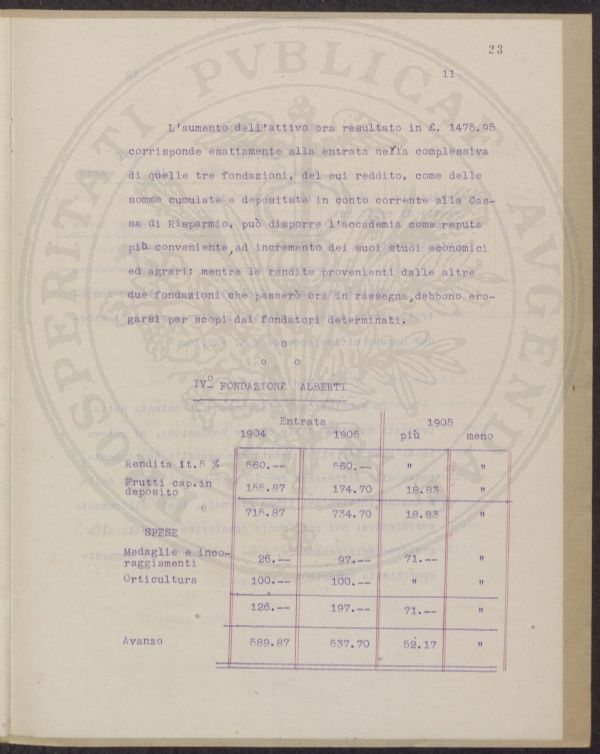 23
11
L'aumento dell'attivo ora resultato in £. 1475.95
corrisponde esattamente alla entrata netta complessiva
di quelle tre fondazioni, del cui reddito, come delle
somme cumulate e depositate in conto corrente alla Cas-
sa di Risparmio, può disporre l'accademia come reputa
più conveniente, ad incremento dei suoi studi economici
ed agrari: mentre le rendite provenienti dalle altre
due fondazioni che passerò ora in rassegna, debbono ero-
garsi per scopi dai fondatori determinati.
o
o o
IVº FONDAZIONE ALBERTI
Entrata 1905
1904 1905 più meno
Rendita It.5 % 560.-- 560.-- " "
Frutti cap.in
deposito 155.87 174.70 18.83 "
715.87 734.70 18.83 "
SPESE
Medaglie e inco-
raggiamenti 26.-- 97.-- 71.-- "
Orticultura 100.-- 100.-- " "
126.-- 197.-- 71.-- "
Avanzo 589.87 537.70 52.17 "
PROSPERITATI PVBLICAE AVGENDAE